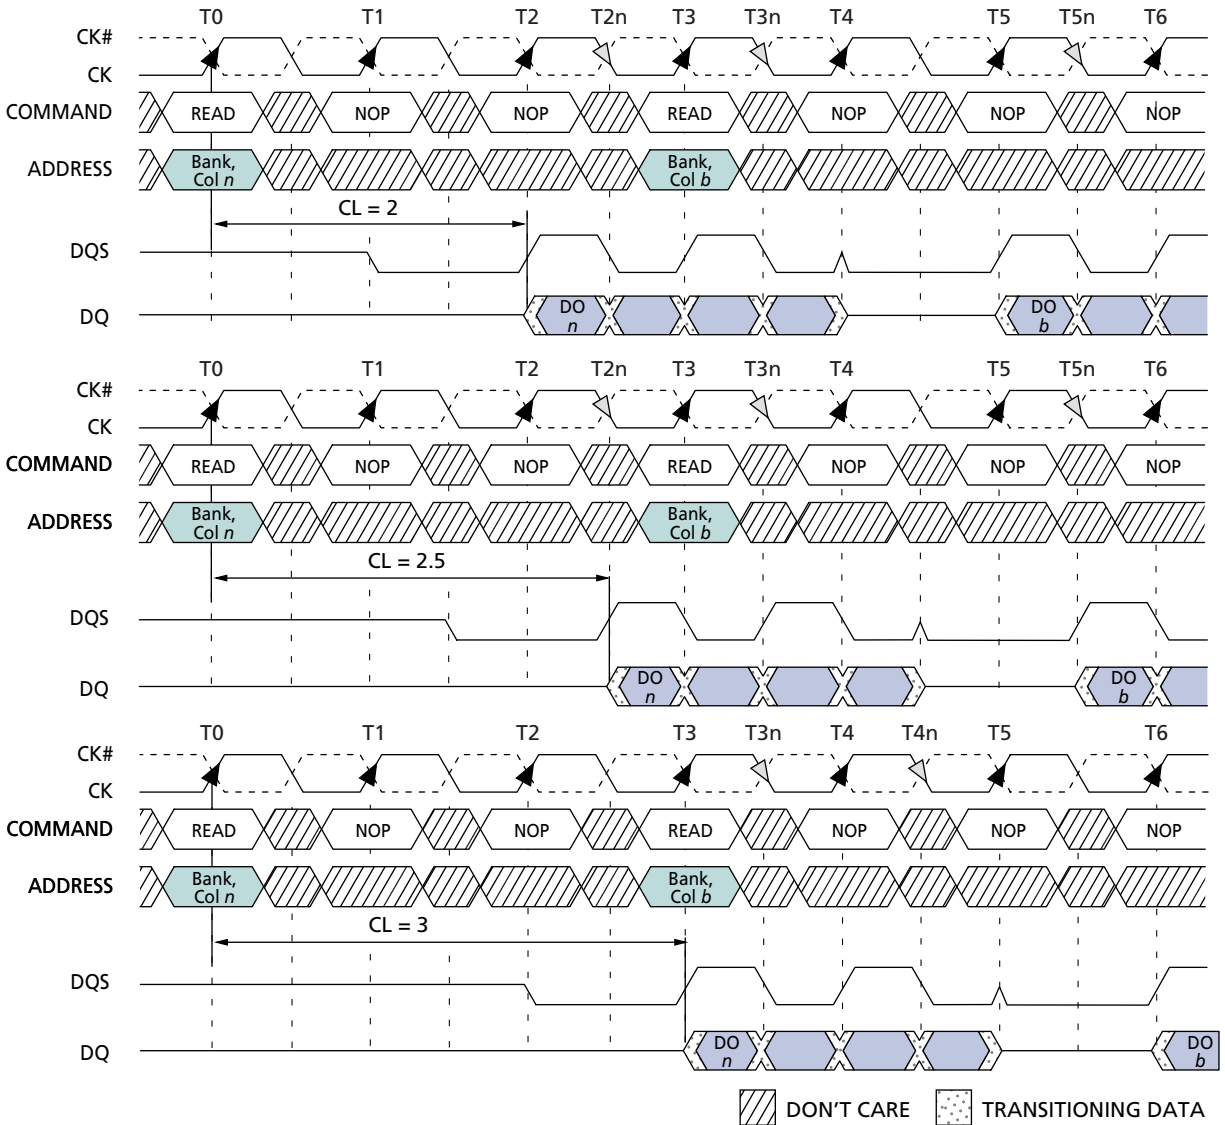 T0 T1 T2 T2n T3 T3n T4 T5 T5n T6
CK#
CK
COMMAND READ NOP NOP READ NOP NOP NOP
ADDRESS Bank, Col n Bank, Col b
CL = 2
DQS
DQ DO n DO b
T0 T1 T2 T2n T3 T3n T4 T5 T5n T6
CK#
CK
COMMAND READ NOP NOP READ NOP NOP NOP
ADDRESS Bank, Col n Bank, Col b
CL = 2.5
DQS
DQ DO n DO b
T0 T1 T2 T3 T3n T4 T4n T5 T6
CK#
CK
COMMAND READ NOP NOP READ NOP NOP NOP
ADDRESS Bank, Col n Bank, Col b
CL = 3
DQS
DQ DO n DO b
DON'T CARE TRANSITIONING DATA